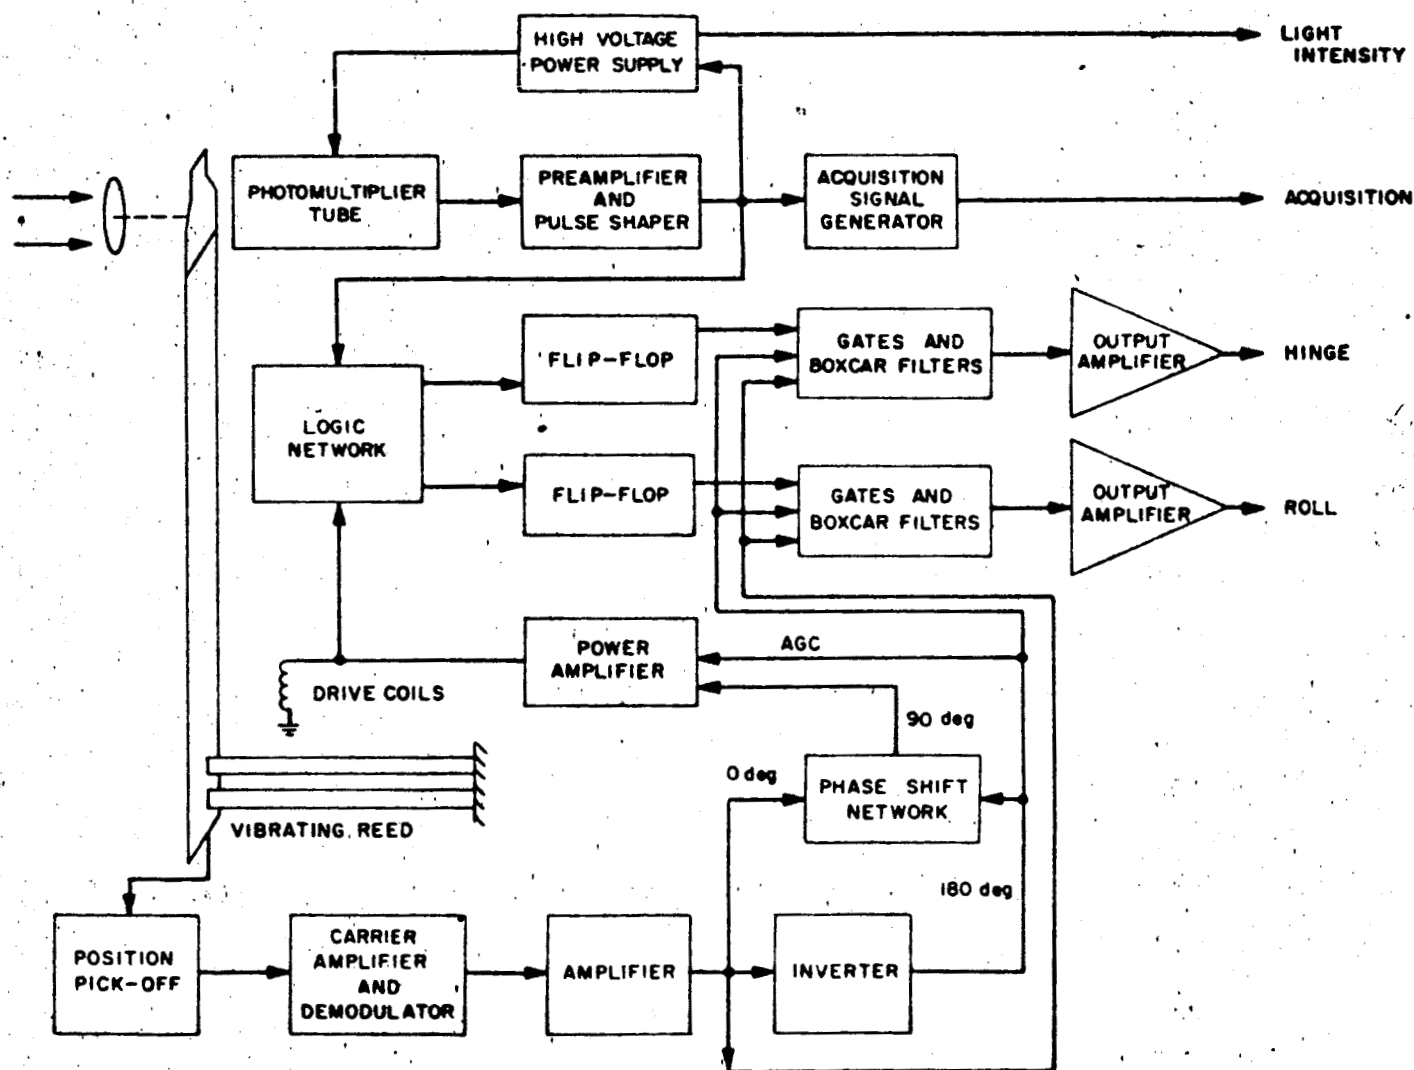 HIGH VOLTAGE
POWER SUPPLY
LIGHT
INTENSITY
PHOTOMULTIPLIER
TUBE
PREAMPLIFIER
AND
PULSE SHAPER
ACQUISITION
SIGNAL
GENERATOR
ACQUISITION
FLIP-FLOP
GATES AND
BOXCAR FILTERS
OUTPUT
AMPLIFIER
HINGE
LOGIC
NETWORK
FLIP-FLOP
GATES AND
BOXCAR FILTERS
OUTPUT
AMPLIFIER
ROLL
POWER
AMPLIFIER
AGC
DRIVE COILS
90 deg
0 deg
PHASE SHIFT
NETWORK
VIBRATING. REED
180 deg
POSITION
PICK-OFF
CARRIER
AMPLIFIER
AND
DEMODULATOR
AMPLIFIER
INVERTER